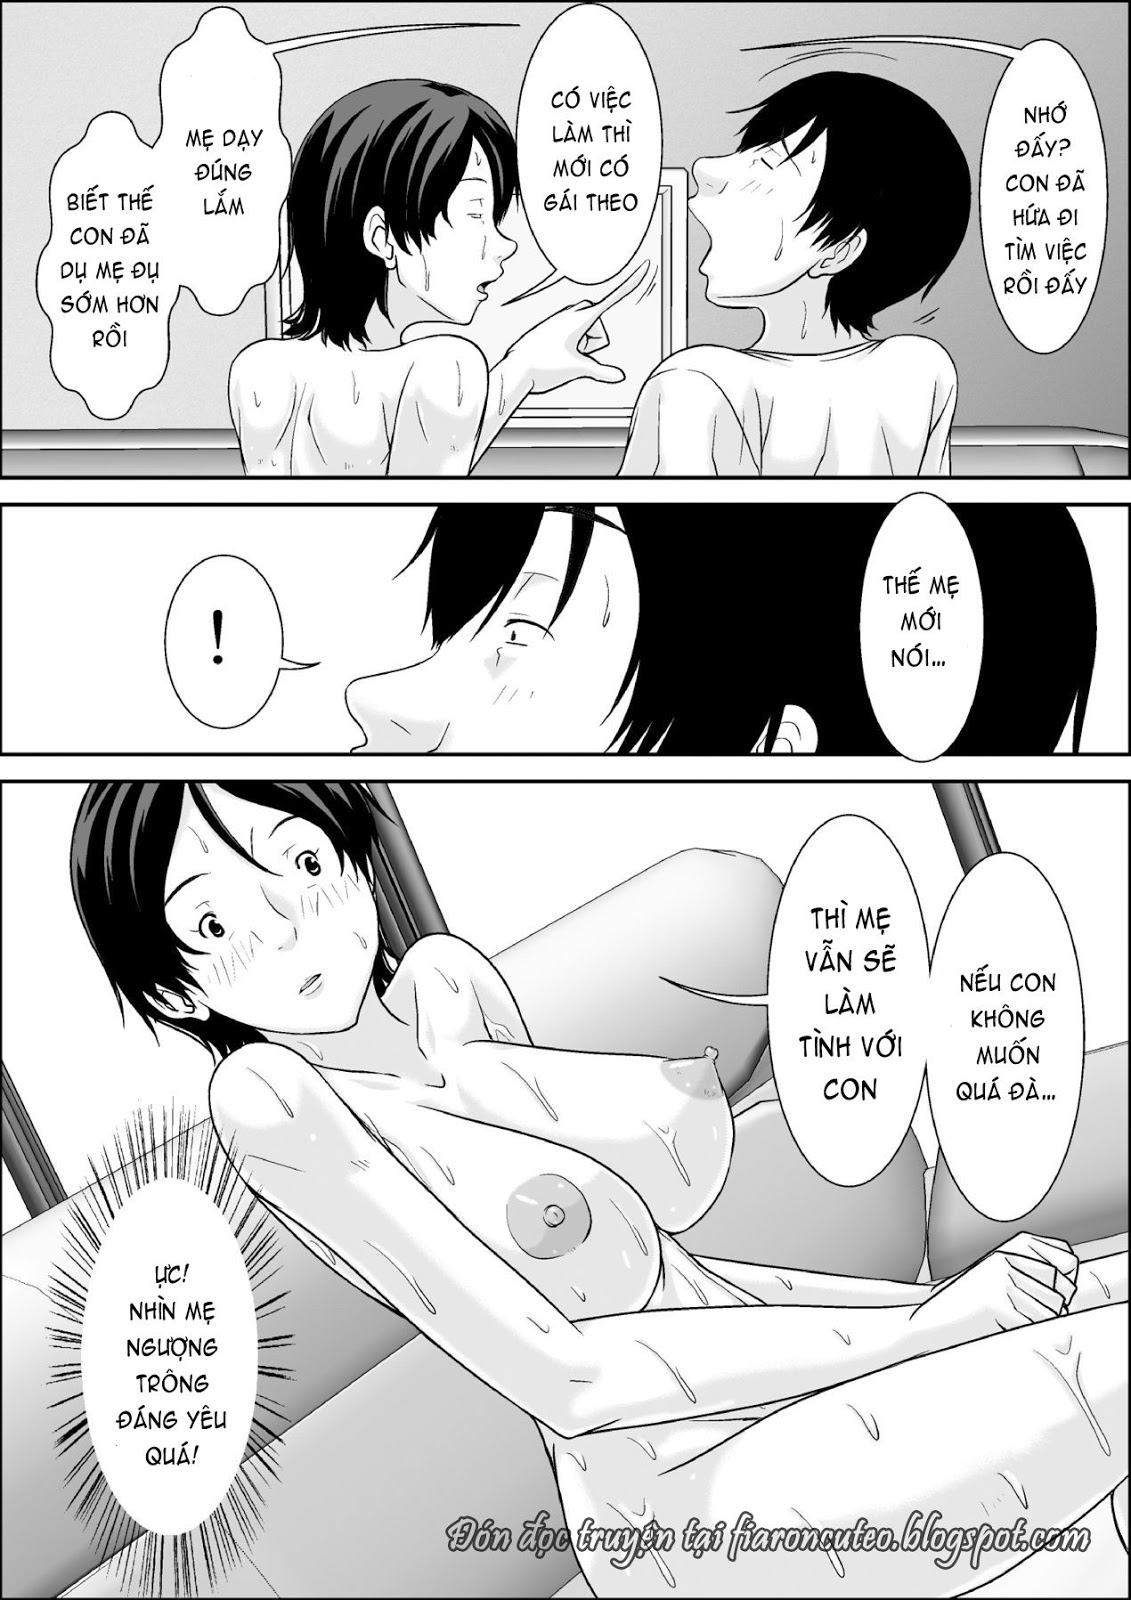 NHỚ
ĐẤY?
CON ĐÃ
HỨA ĐI
TÌM VIỆC
RỒI ĐẤY
CÓ VIỆC
LÀM THÌ
MỚI CÓ
GÁI THEO
MẸ DẠY
ĐÚNG
LẮM
BIẾT THẾ
CON ĐÃ
DỤ MẸ ĐỤ
SỚM HƠN
RỒI
THẾ MẸ
MỚI
NÓI...
!
NẾU CON
KHÔNG
MUỐN
QUÁ ĐÀ...
THÌ MẸ
VẪN SẼ
LÀM
TÌNH VỚI
CON
ỰC!
NHÌN MẸ
NGƯỢNG
TRÔNG
ĐÁNG YÊU
QUÁ!
Đón đọc truyện tại fiaroncuteo.blogspot.com